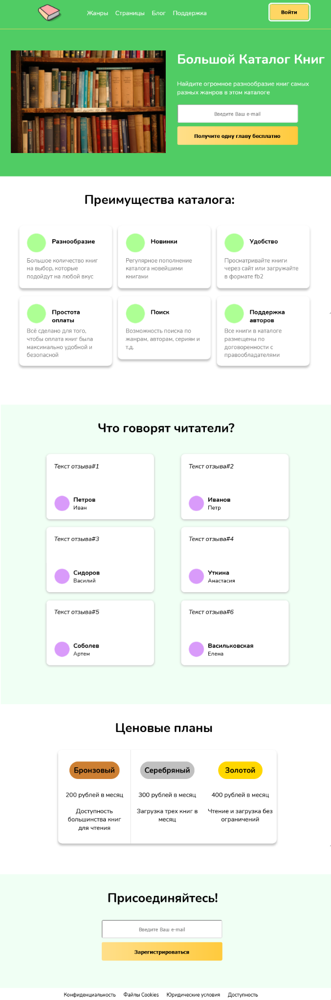 Жанры Страницы Блог Поддержка Войти
Большой Каталог Книг
Найдите огромное разнообразие книг самых
разных жанров в этом каталоге
Введите Ваш e-mail
Получите одну главу бесплатно
Преимущества каталога:
Разнообразие
Большое количество книг
на выбор, которые
подойдут на любой вкус
Новинки
Регулярное пополнение
каталога новейшими
книгами
Удобство
Просматривайте книги
через сайт или загружайте
в формате fb2
Простота
оплаты
Всё сделано для того,
чтобы оплата книг была
максимально удобной и
безопасной
Поиск
Возможность поиска по
жанрам, авторам, сериям и
т.д.
Поддержка
авторов
Все книги в каталоге
размещены по
договоренности с
правообладателями
Что говорят читатели?
Текст отзыва#1
Петров
Иван
Текст отзыва#2
Иванов
Петр
Текст отзыва#3
Сидоров
Василий
Текст отзыва#4
Уткина
Анастасия
Текст отзыва#5
Соболев
Артем
Текст отзыва#6
Васильковская
Елена
Ценовые планы
Бронзовый
200 рублей в месяц
Доступность
большинства книг
для чтения
Серебряный
300 рублей в месяц
Загрузка трех книг в
месяц
Золотой
400 рублей в месяц
Чтение и загрузка без
ограничений
Присоединяйтесь!
Введите Ваш e-mail
Зарегистрироваться
Конфиденциальность Файлы Cookies Юридические условия Доступность